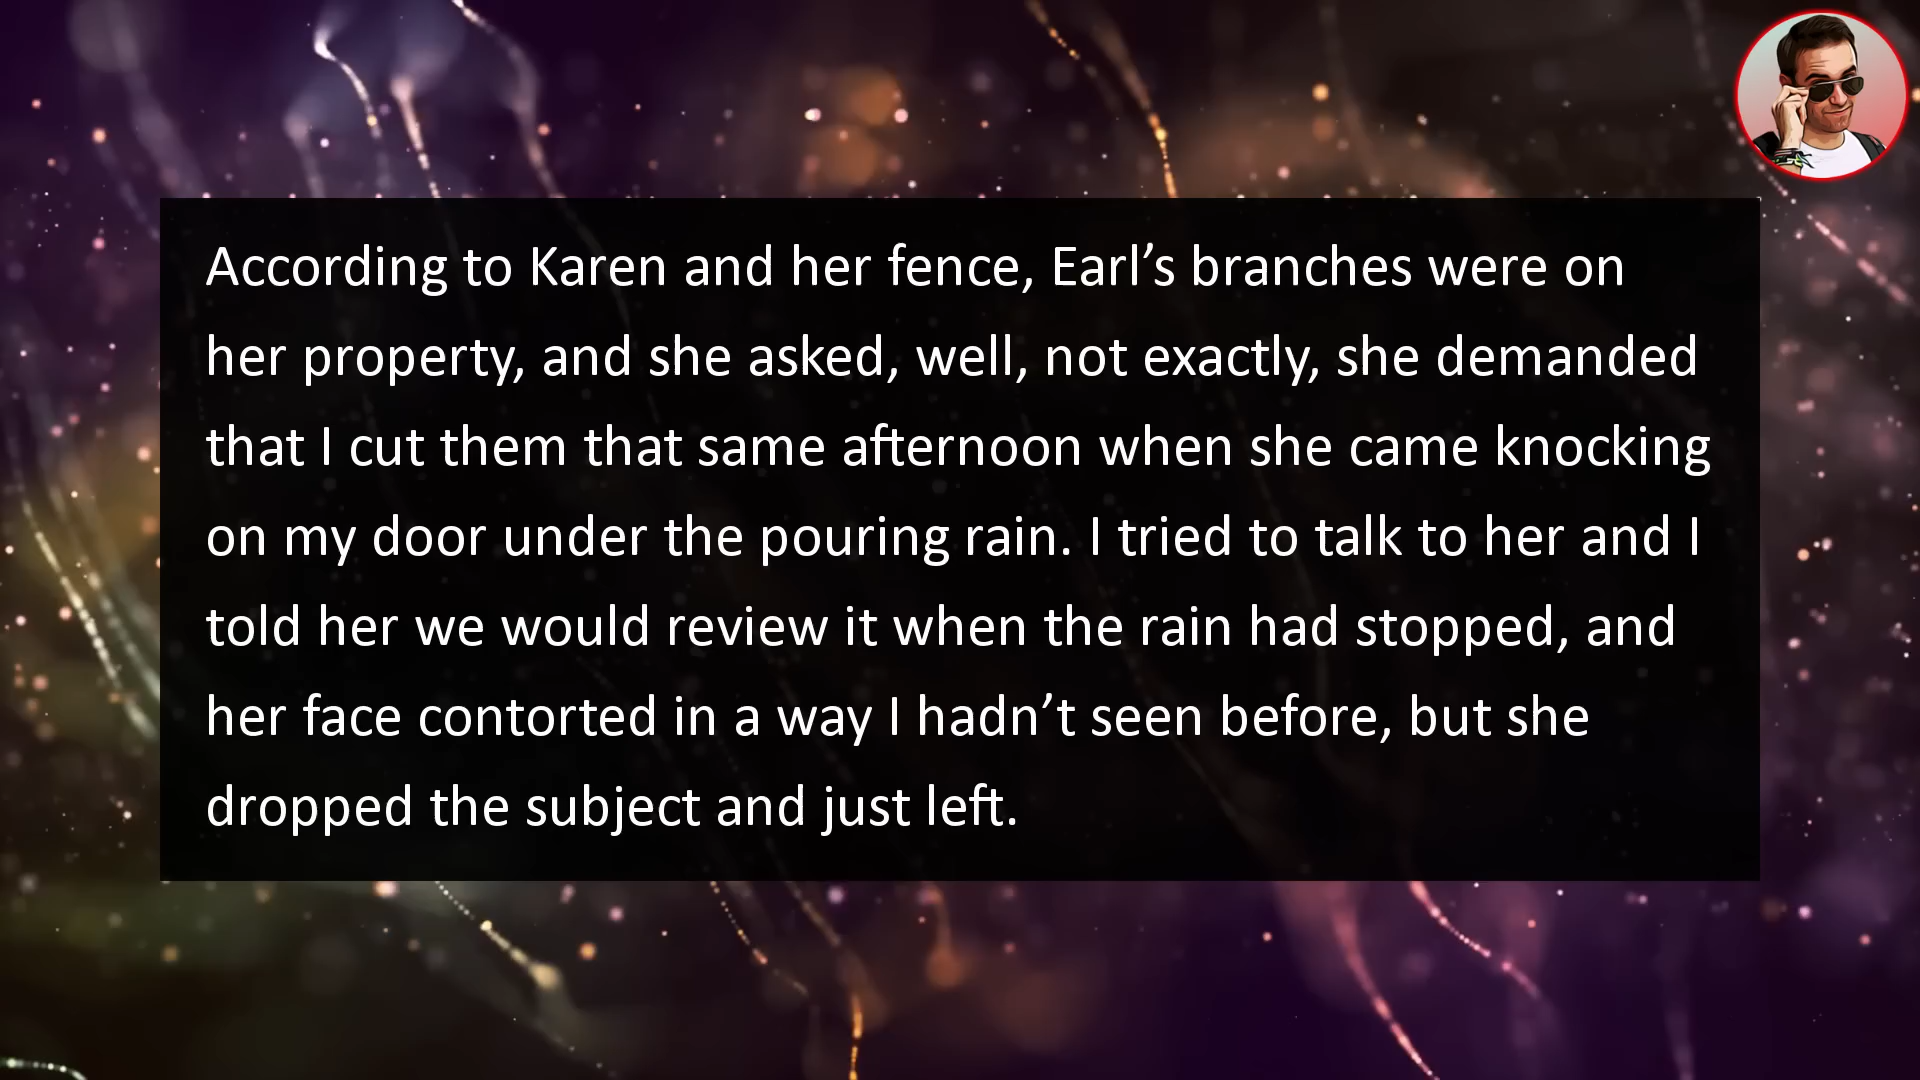 According to Karen and her fence, Earl’s branches were on
her property, and she asked, well, not exactly, she demanded
that I cut them that same afternoon when she came knocking
on my door under the pouring rain. I tried to talk to her and I
told her we would review it when the rain had stopped, and
her face contorted in a way I hadn’t seen before, but she
dropped the subject and just left.